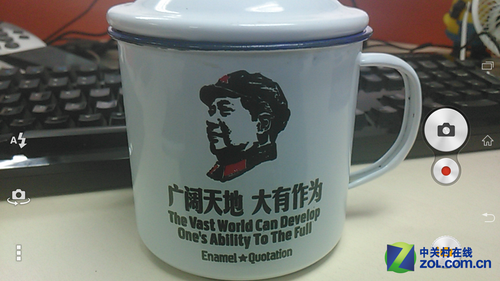 广阔天地 大有作为
The Vast World Can Develop
One's Ability To The Full
Enamel★Quotation
中关村在线
ZOL.COM.CN